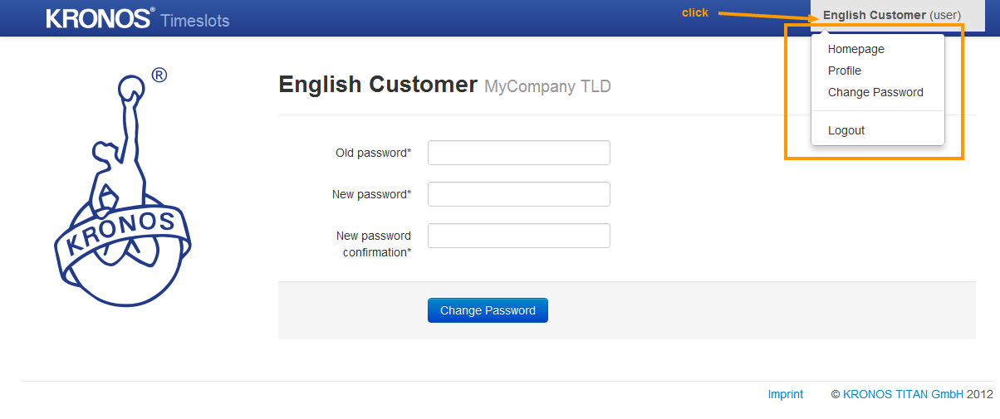 KRONOS® Timeslots
click
English Customer (user)
Homepage
Profile
Change Password
Logout
®
KRONOS
English Customer MyCompany TLD
Old password*
New password*
New password
confirmation*
Change Password
Imprint © KRONOS TITAN GmbH 2012